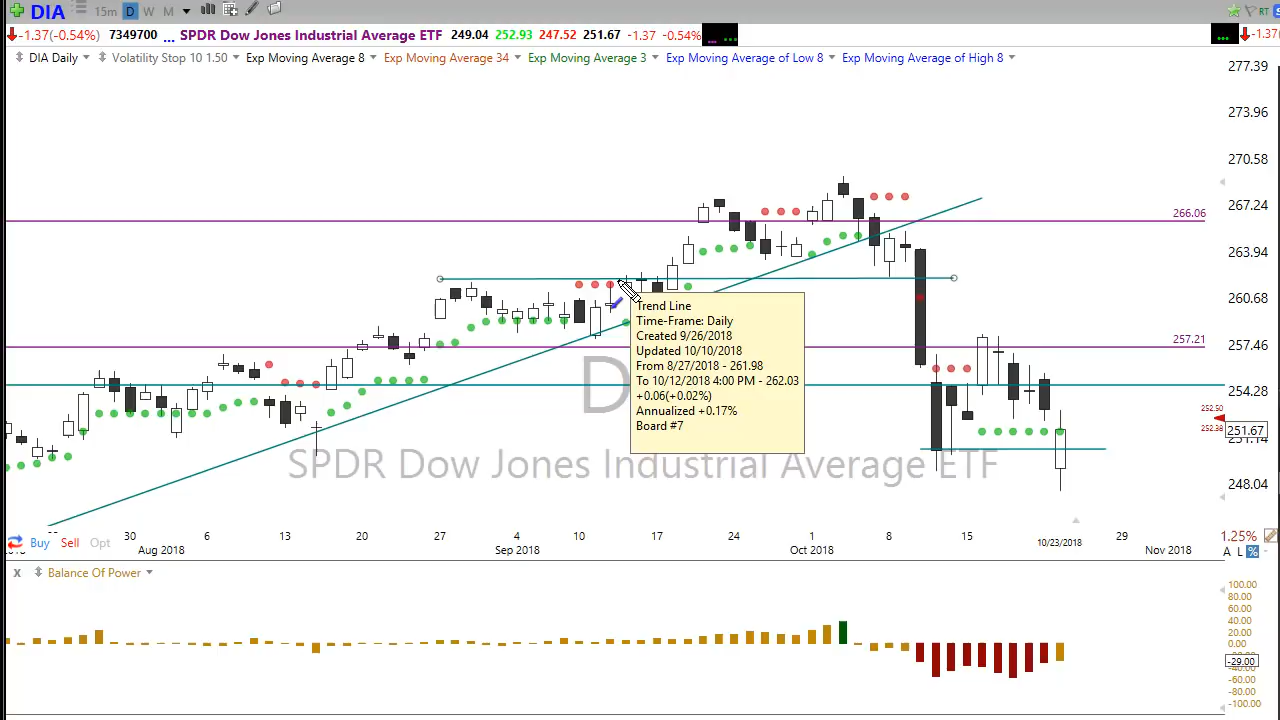 DIA 15m D W M RT
-1.37(-0.54%) 7349700 ... SPDR Dow Jones Industrial Average ETF 249.04 252.93 247.52 251.67 -1.37 -0.54% -1.37
DIA Daily Volatility Stop 10 1.50 Exp Moving Average 8 Exp Moving Average 34 Exp Moving Average 3 Exp Moving Average of Low 8 Exp Moving Average of High 8
277.39
273.96
270.58
267.24
266.06
263.94
260.68
257.46
257.21
254.28
252.50
252.38
251.67
248.04
Trend Line
Time-Frame: Daily
Created 9/26/2018
Updated 10/10/2018
From 8/27/2018 - 261.98
To 10/12/2018 4:00 PM - 262.03
+0.06(+0.02%)
Annualized +0.17%
Board #7
SPDR Dow Jones Industrial Average ETF
30 6 13 27 4 10 17 24 1 8 15 10/23/2018 29 1.25%
Aug 2018 Sep 2018 Oct 2018 Nov 2018 A L %
Buy Sell Opt
X Balance Of Power
100.00
80.00
60.00
40.00
20.00
0.00
-29.00
-60.00
-80.00
-100.00